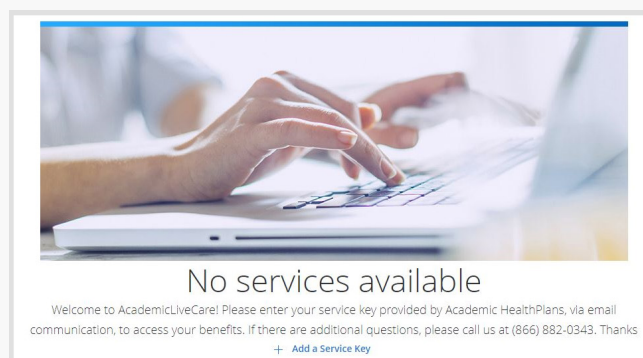 No services available
Welcome to AcademicLiveCare! Please enter your service key provided by Academic HealthPlans, via email
communication, to access your benefits. If there are additional questions, please call us at (866) 882-0343. Thanks
+ Add a Service Key